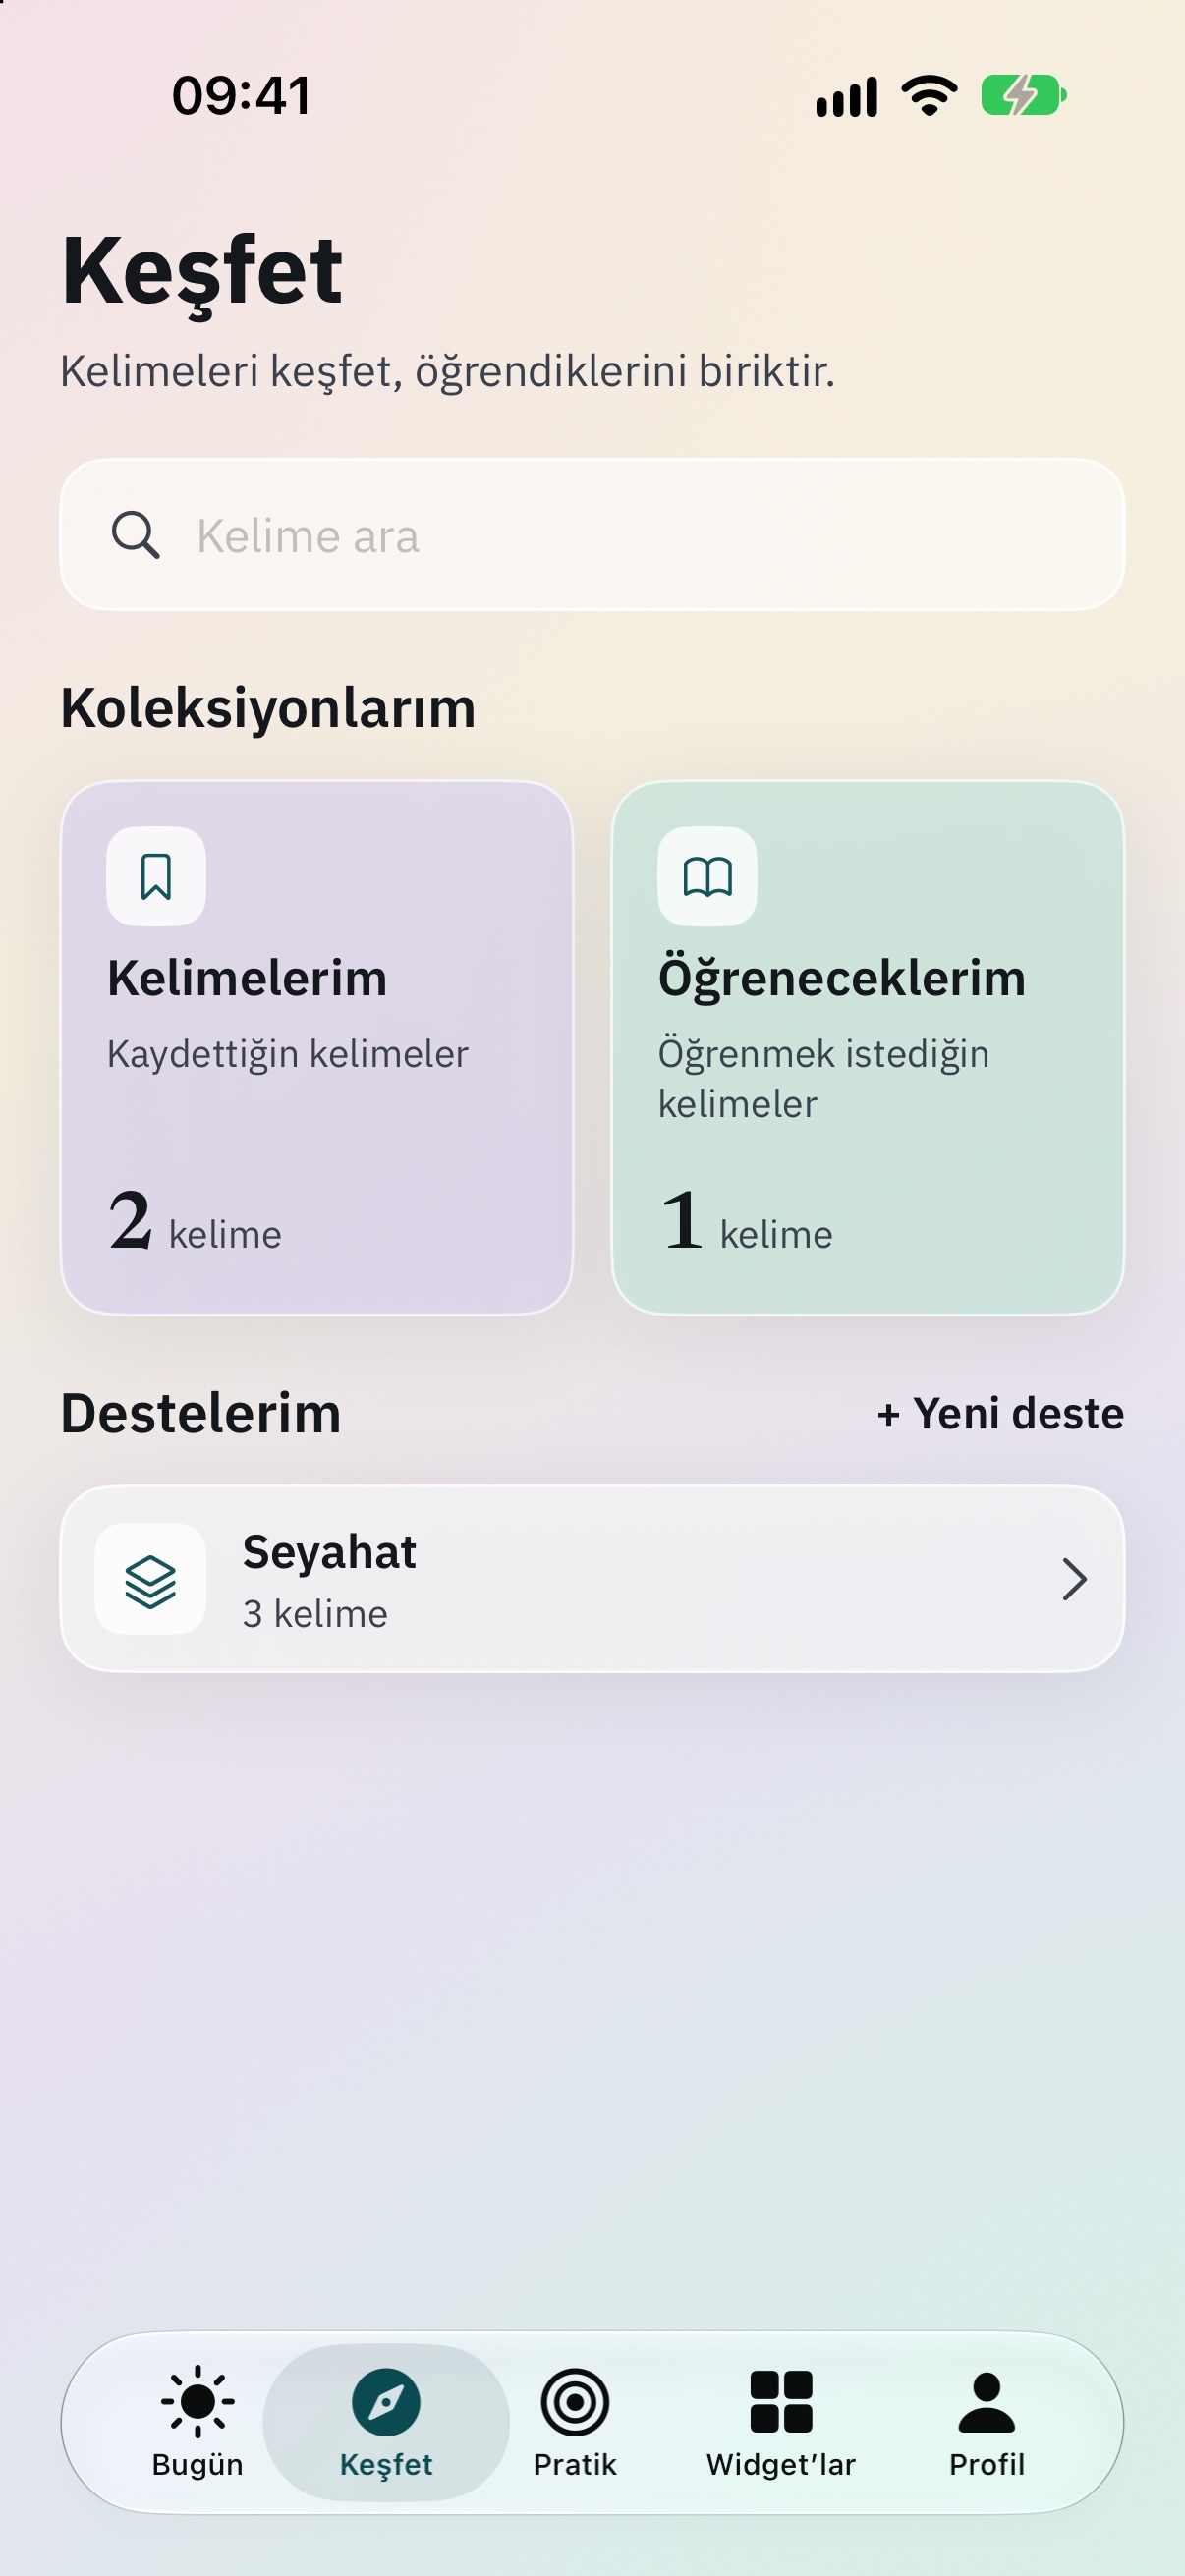 09:41
Keşfet
Kelimeleri keşfet, öğrendiklerini biriktir.
Kelime ara
Koleksiyonlarım
Kelimelerim
Kaydettiğin kelimeler
2 kelime
Öğreneceklerim
Öğrenmek istediğin
kelimeler
1 kelime
Destelerim
+ Yeni deste
Seyahat
3 kelime
Bugün
Keşfet
Pratik
Widget’lar
Profil